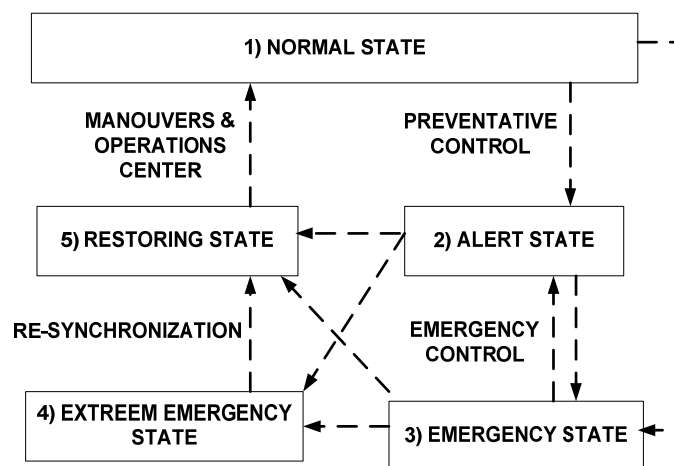 1) NORMAL STATE
MANOUVERS &
OPERATIONS
CENTER
PREVENTATIVE
CONTROL
5) RESTORING STATE
2) ALERT STATE
RE-SYNCHRONIZATION
EMERGENCY
CONTROL
4) EXTREEM EMERGENCY
STATE
3) EMERGENCY STATE